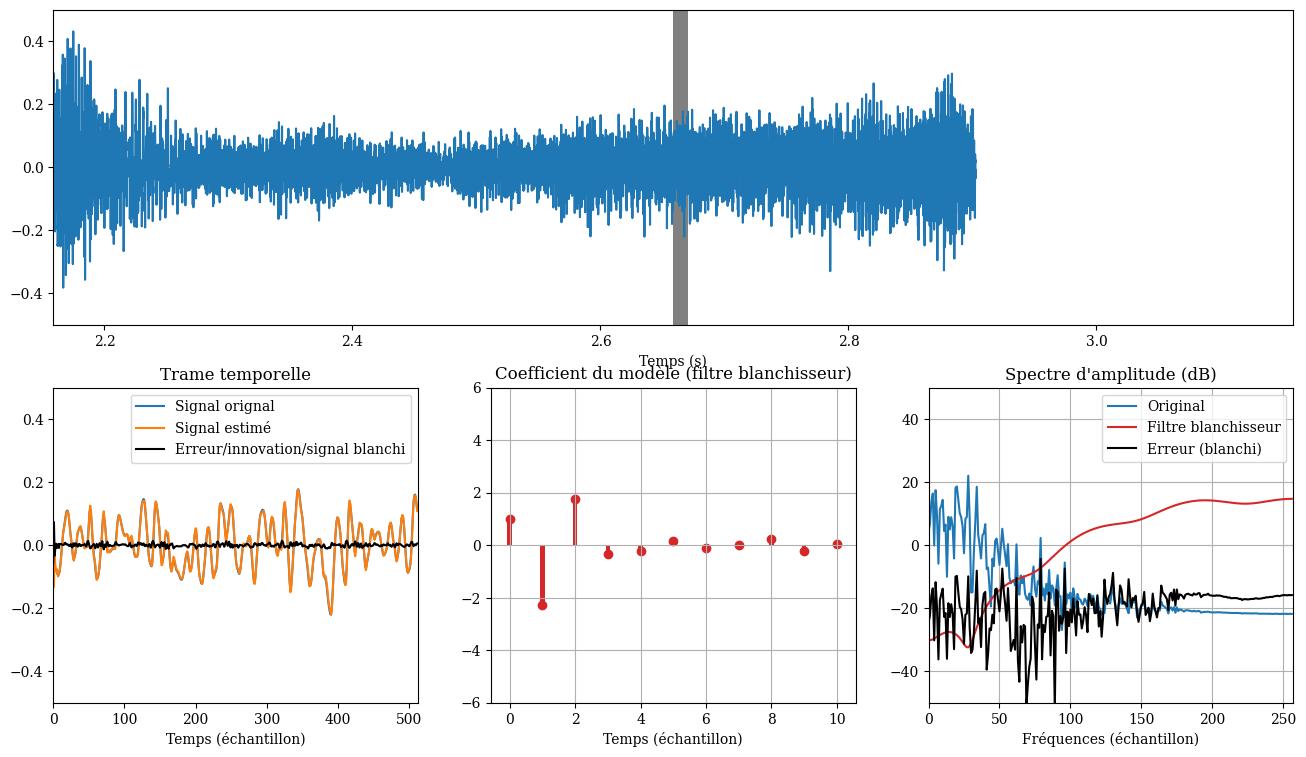 0.4
0.2
0.0
−0.2
−0.4
2.2 2.4 2.6 2.8 3.0
Temps (s)
Trame temporelle
Signal orignal
Signal estimé
Erreur/innovation/signal blanchi
0.4
0.2
0.0
−0.2
−0.4
0 100 200 300 400 500
Temps (échantillon)
Coefficient du modèle (filtre blanchisseur)
6
4
2
0
−2
−4
−6
0 2 4 6 8 10
Temps (échantillon)
Spectre d'amplitude (dB)
Original
Filtre blanchisseur
Erreur (blanchi)
40
20
0
−20
−40
0 50 100 150 200 250
Fréquences (échantillon)